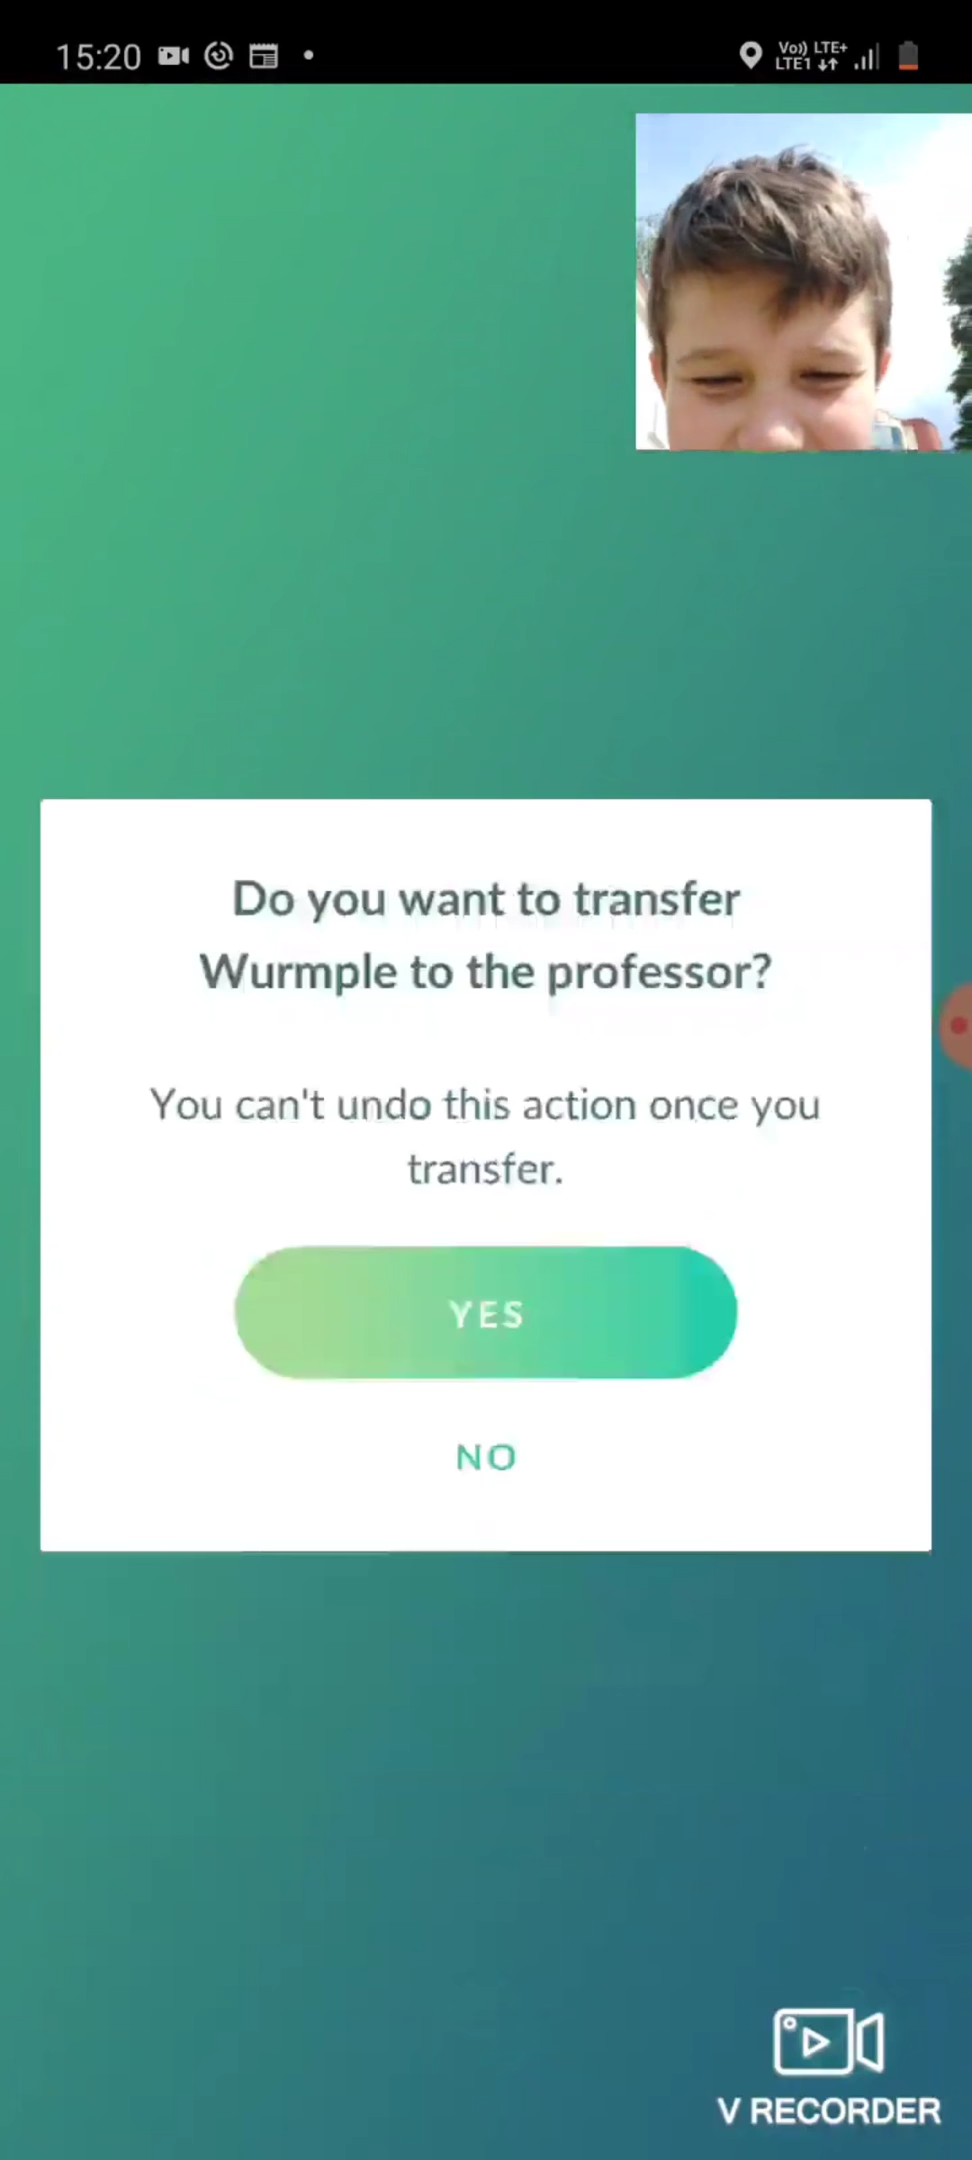 15:20
Vo)) LTE+
LTE1
Do you want to transfer
Wurmple to the professor?
You can't undo this action once you
transfer.
YES
NO
V RECORDER